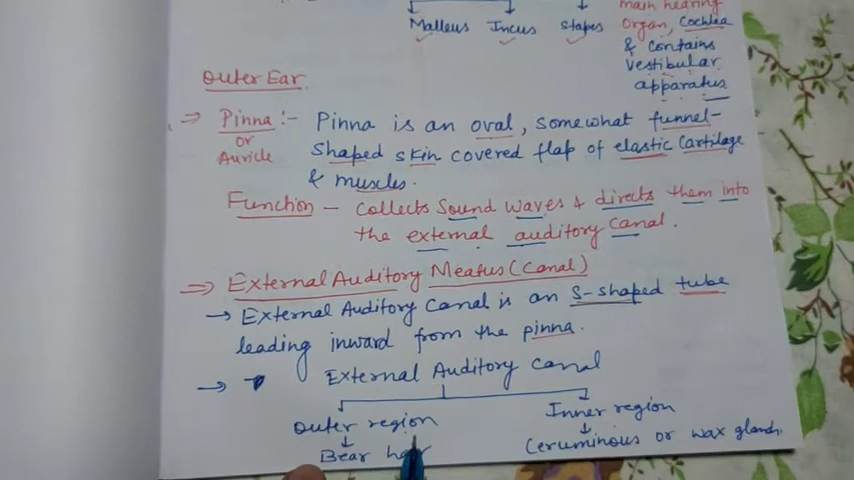 main hearing
Malleus Incus Stapes organ, Cochlea
& contains
vestibular
apparatus
Outer Ear
⇒ Pinna :- Pinna is an oval, somewhat funnel-
or
Auricle shaped skin covered flap of elastic cartilage
& muscles.
Function - collects sound waves & directs them into
the external auditory canal.
⇒ External Auditory Meatus (Canal)
→ External Auditory canal is an S-shaped tube
leading inward from the pinna.
→ External Auditory canal
Outer region Inner region
Bear Ceruminous or wax glands